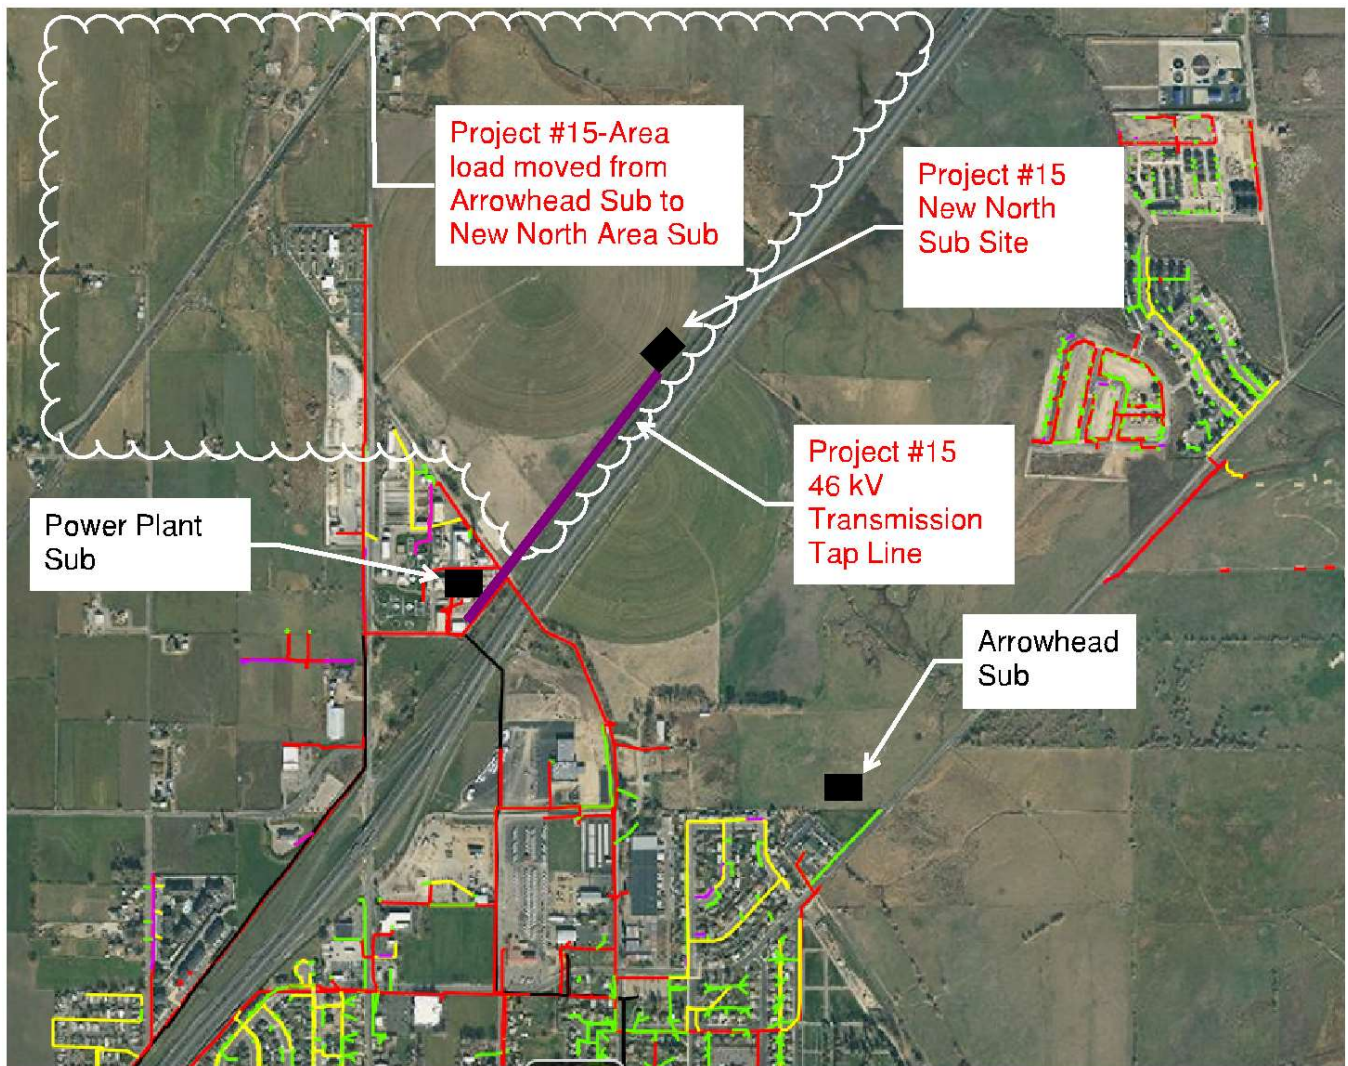 Project #15-Area
load moved from
Arrowhead Sub to
New North Area Sub
Project #15
New North
Sub Site
Project #15
46 kV
Transmission
Tap Line
Power Plant
Sub
Arrowhead
Sub